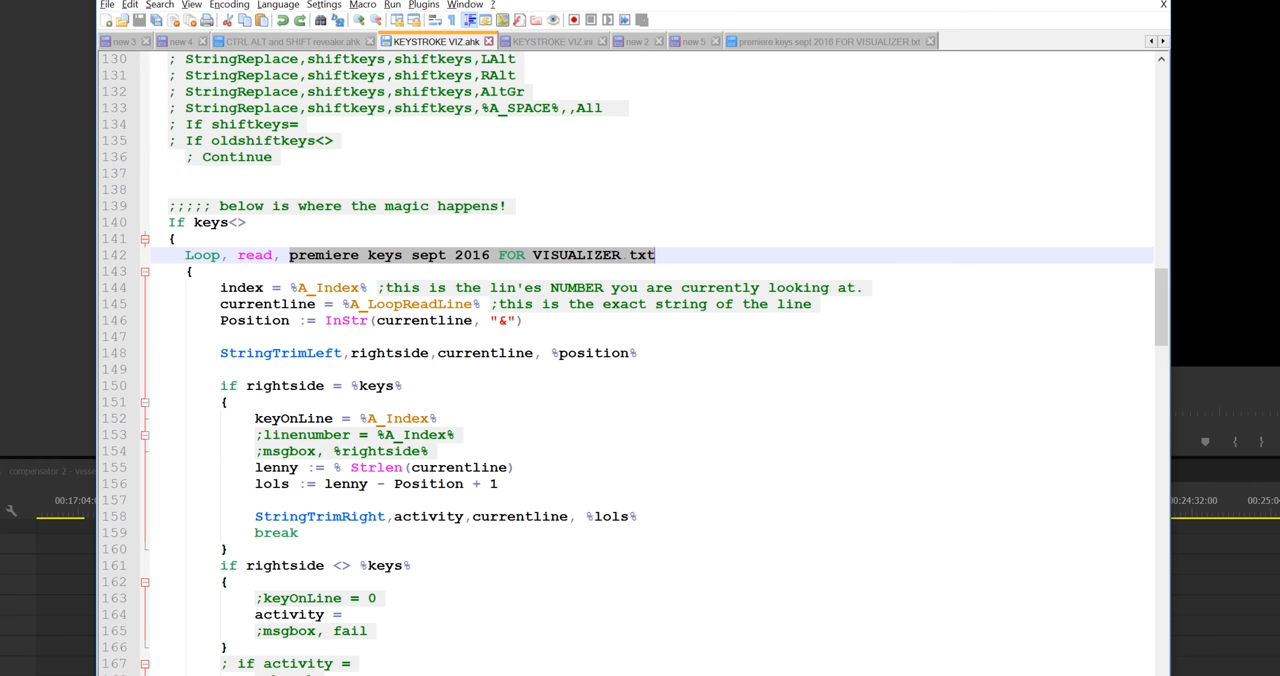 File Edit Search View Encoding Language Settings Macro Run Plugins Window ? X
new 3 new 4 CTRL ALT and SHIFT revealer.ahk KEYSTROKE VIZ.ahk KEYSTROKE VIZ.ini new 2 new 5 premiere keys sept 2016 FOR VISUALIZER.txt
130 ; StringReplace,shiftkeys,shiftkeys,LAlt
131 ; StringReplace,shiftkeys,shiftkeys,RAlt
132 ; StringReplace,shiftkeys,shiftkeys,AltGr
133 ; StringReplace,shiftkeys,shiftkeys,%A_SPACE%,,All
134 ; If shiftkeys=
135 ; If oldshiftkeys<>
136 ; Continue
137
138
139 ;;;;; below is where the magic happens!
140 If keys<>
141 {
142 Loop, read, premiere keys sept 2016 FOR VISUALIZER.txt
143 {
144 index = %A_Index% ;this is the lin'es NUMBER you are currently looking at.
145 currentline = %A_LoopReadLine% ;this is the exact string of the line
146 Position := InStr(currentline, "&")
147
148 StringTrimLeft,rightside,currentline, %position%
149
150 if rightside = %keys%
151 {
152 keyOnLine = %A_Index%
153 ;linenumber = %A_Index%
154 ;msgbox, %rightside%
155 lenny := % Strlen(currentline)
156 lols := lenny - Position + 1
157
158 StringTrimRight,activity,currentline, %lols%
159 break
160 }
161 if rightside <> %keys%
162 {
163 ;keyOnLine = 0
164 activity =
165 ;msgbox, fail
166 }
167 ; if activity =
compensator 2 - vesse
00:17:04:0
00:24:32:00 00:25:0